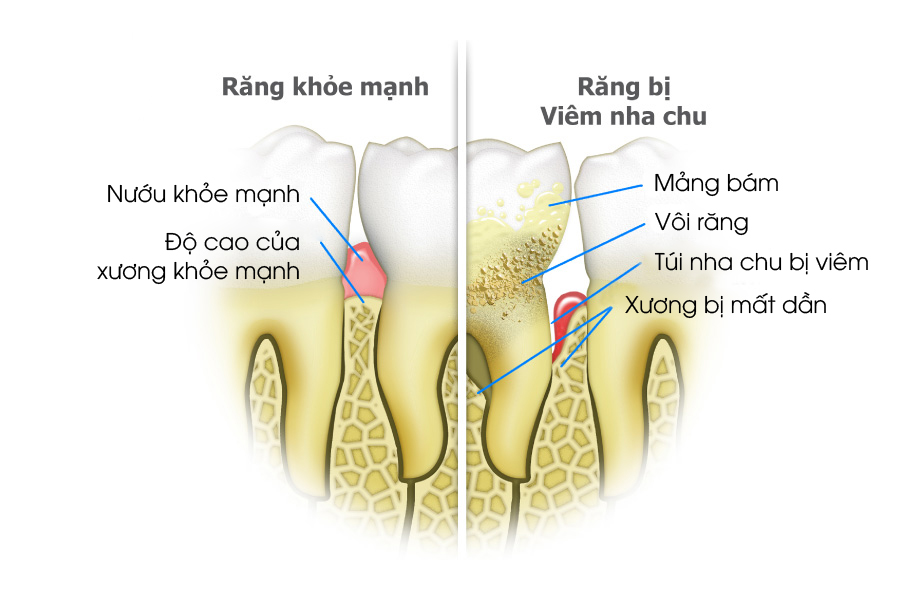 Răng khỏe mạnh
Răng bị
Viêm nha chu
Nướu khỏe mạnh
Độ cao của
xương khỏe mạnh
Mảng bám
Vôi răng
Túi nha chu bị viêm
Xương bị mất dần